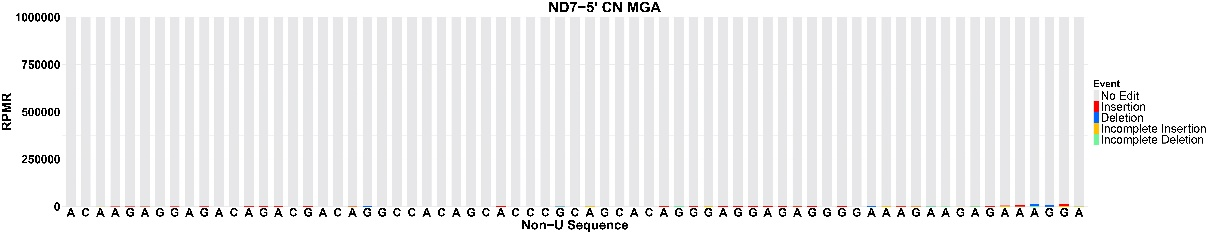 ND7-5' CN MGA
RPMR
1000000
750000
500000
250000
0
A C A A G A G G A G A C A G A C G A C A G G C C A C A G C A C C C G C A G C A C A G G G A G G A G A G G G G A A A G A A G A G A A A G G A
Non-U Sequence
Event
No Edit
Insertion
Deletion
Incomplete Insertion
Incomplete Deletion